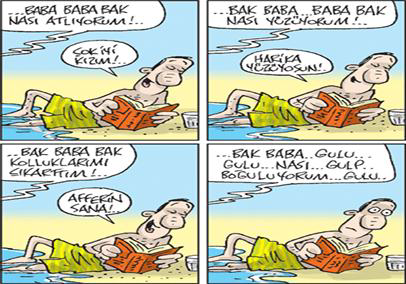 ...BABA BABA BAK
NASI ATLIYORUM!..
ÇOK İYİ
KIZIM!..
...BAK BABA...BABA BAK
NASI YÜZÜYORUM!..
HARİKA
YÜZÜYOSUN!
..BAK BABA BAK
KOLLUKLARIMI
ÇIKARTTIM!..
AFFERİN
SANA!..
...BAK BABA...GULU...
GULU...NASI...GULP...
BOĞULUYORUM...GULU..